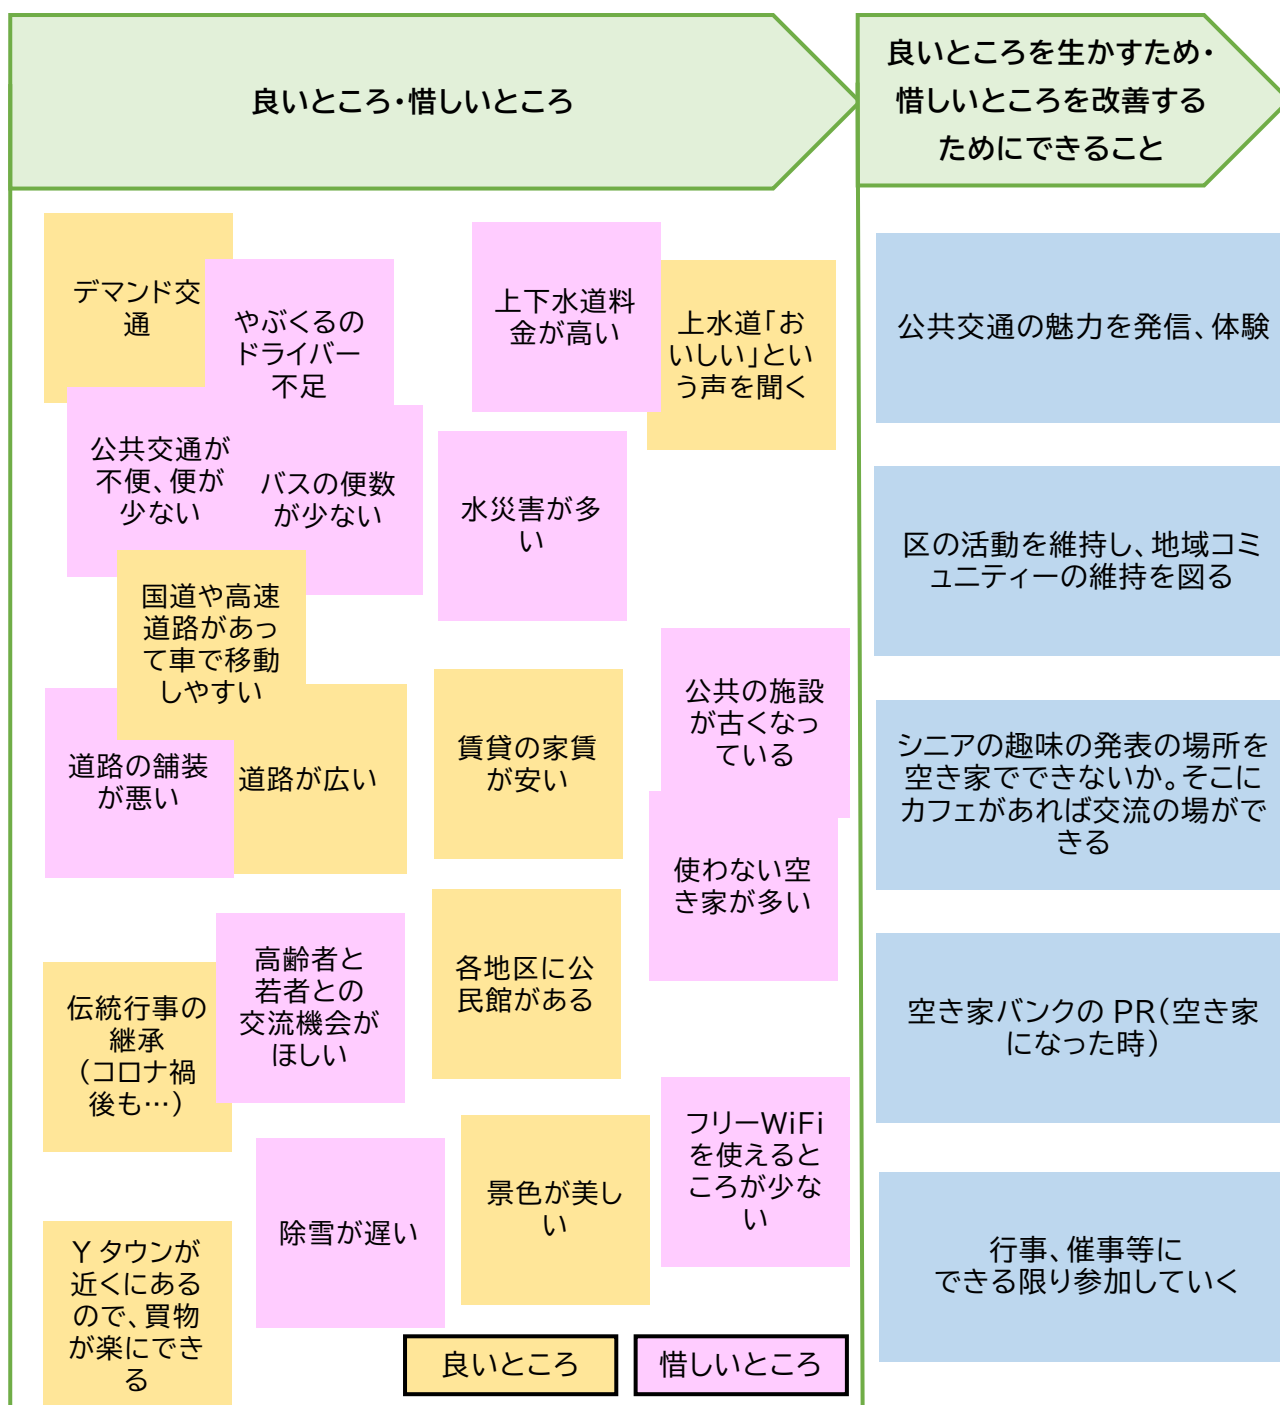 良いところ・惜しいところ
良いところを生かすため・
惜しいところを改善する
ためにできること
デマンド交
通
やぶくるの
ドライバー
不足
公共交通が
不便、便が
少ない
バスの便数
が少ない
国道や高速
道路があっ
て車で移動
しやすい
道路の舗装
が悪い
道路が広い
伝統行事の
継承
(コロナ禍
後も…)
高齢者と
若者との
交流機会が
ほしい
除雪が遅い
Yタウンが
近くにある
ので、買物
が楽にでき
る
上下水道料
金が高い
上水道「お
いしい」とい
う声を聞く
水災害が多
い
賃貸の家賃
が安い
公共の施設
が古くなっ
ている
使わない空
き家が多い
各地区に公
民館がある
景色が美し
い
フリーWiFi
を使えると
ころが少な
い
良いところ
惜しいところ
公共交通の魅力を発信、体験
区の活動を維持し、地域コミ
ュニティーの維持を図る
シニアの趣味の発表の場所を
空き家でできないか。そこに
カフェがあれば交流の場がで
きる
空き家バンクの PR(空き家
になった時)
行事、催事等に
できる限り参加していく